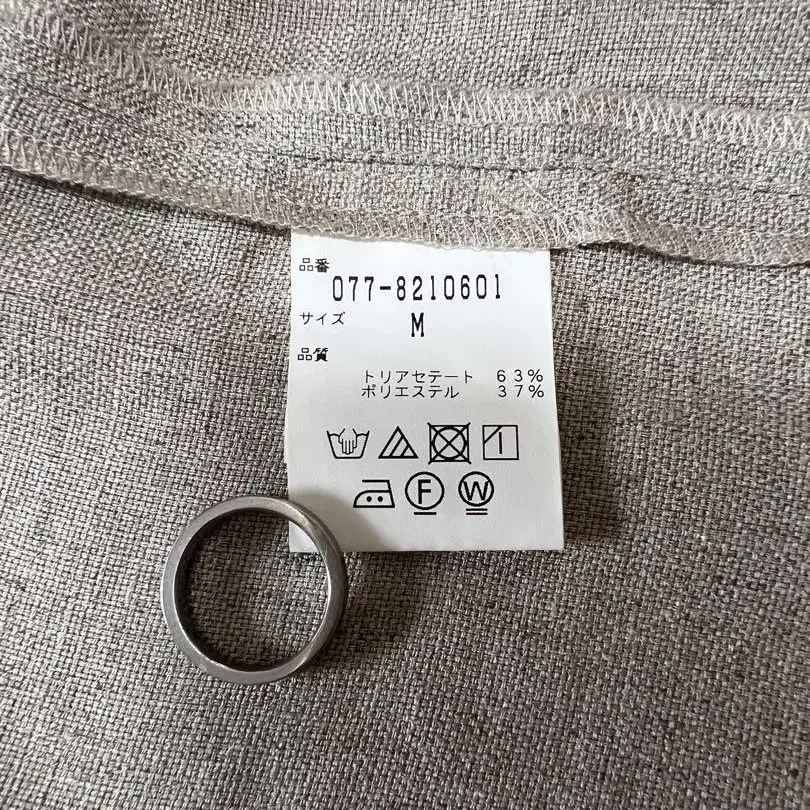 品番
077-8210601
サイズ
M
品質
トリアセテート 63%
ポリエステル 37%
F
W